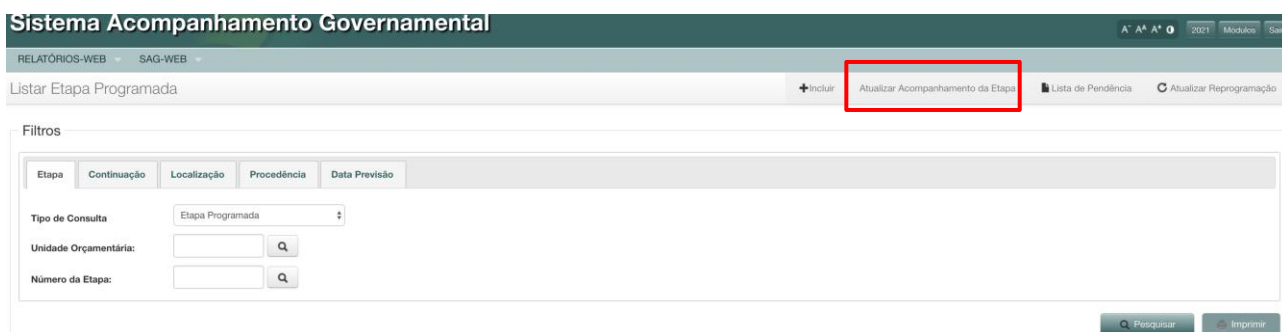 Sistema Acompanhamento Governamental
A⁻ Aᴬ A⁺ 2021 Módulos
RELATÓRIOS-WEB SAG-WEB
Listar Etapa Programada Incluir Atualizar Acompanhamento da Etapa Lista de Pendência Atualizar Reprogramação
Filtros
Etapa Continuação Localização Procedência Data Previsão
Tipo de Consulta Etapa Programada
Unidade Orçamentária:
Número da Etapa:
Pesquisar Imprimir